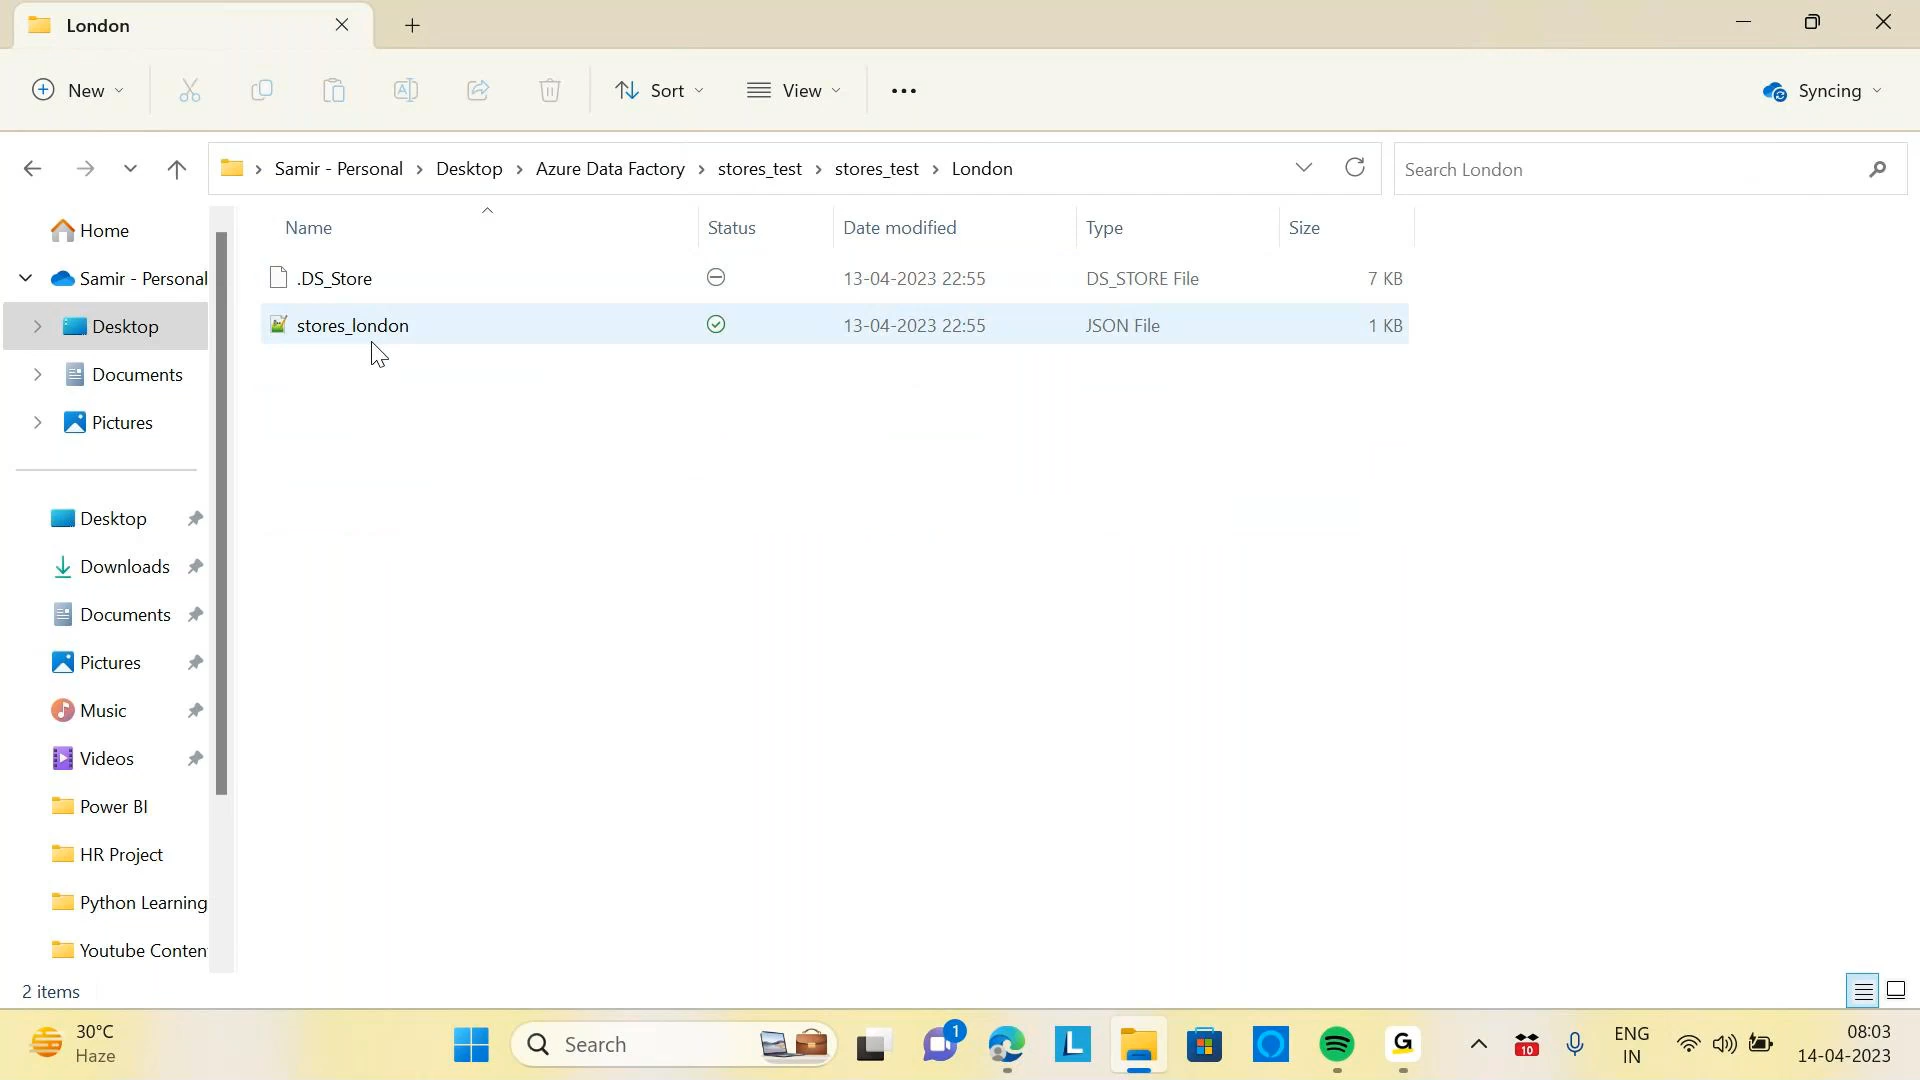 London
New
Sort
View
Syncing
Samir - Personal
Desktop
Azure Data Factory
stores_test
stores_test
London
Search London
Home
Samir - Personal
Desktop
Documents
Pictures
Desktop
Downloads
Documents
Pictures
Music
Videos
Power BI
HR Project
Python Learning
Youtube Conten
Name Status Date modified Type Size
.DS_Store 13-04-2023 22:55 DS_STORE File 7 KB
stores_london 13-04-2023 22:55 JSON File 1 KB
2 items
30°C
Haze
Search
1
L
G
10
ENG
IN
08:03
14-04-2023